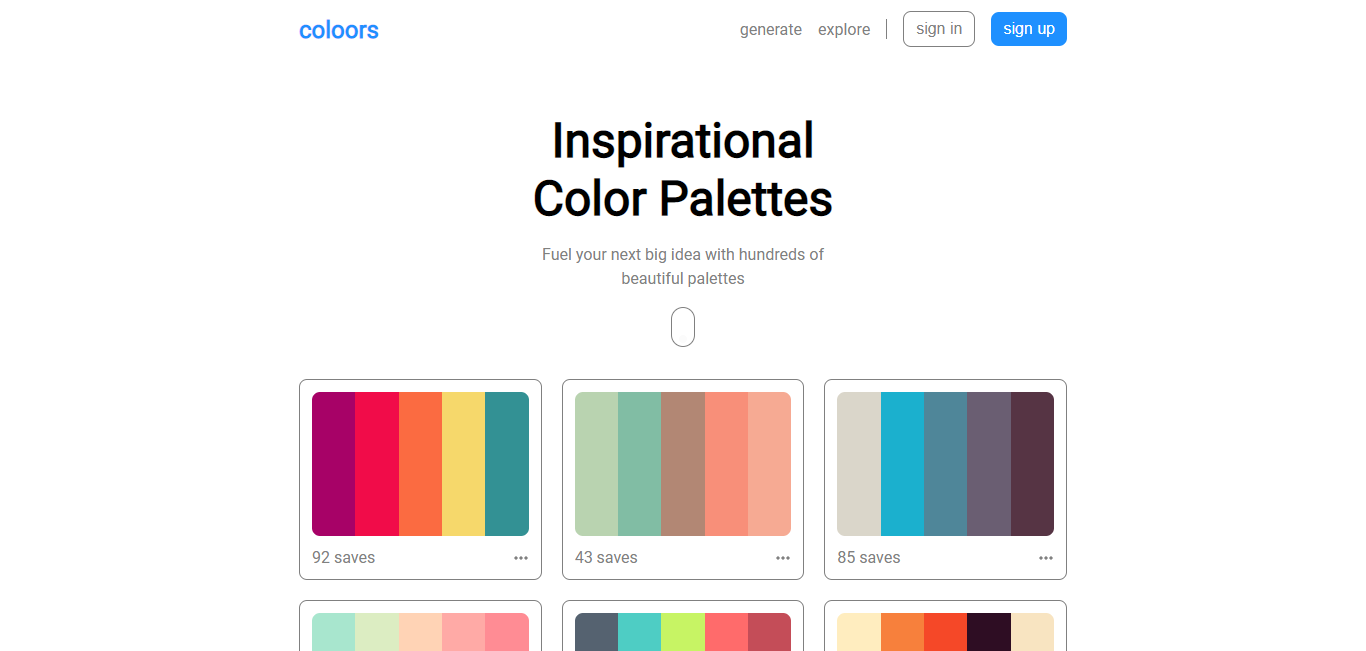 coloors
generate explore sign in sign up
Inspirational
Color Palettes
Fuel your next big idea with hundreds of
beautiful palettes
92 saves
43 saves
85 saves